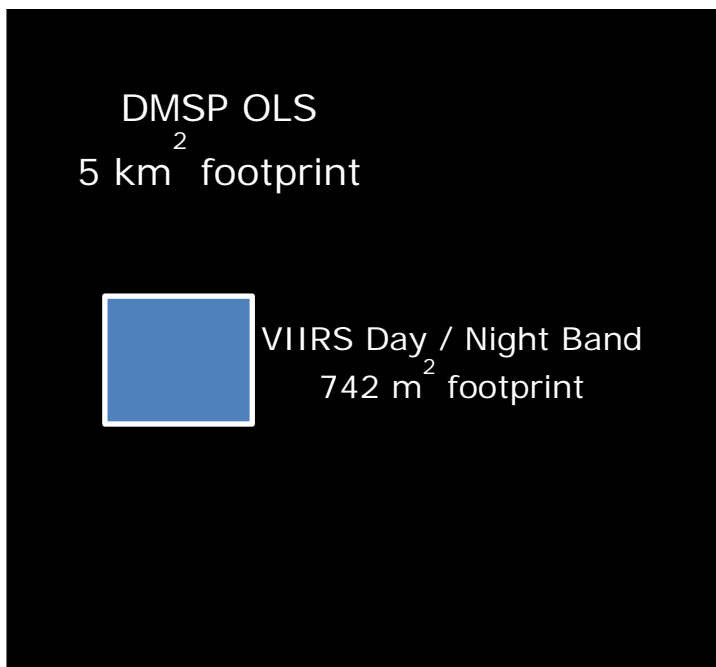 DMSP OLS
5 km² footprint
VIIRS Day / Night Band
742 m² footprint